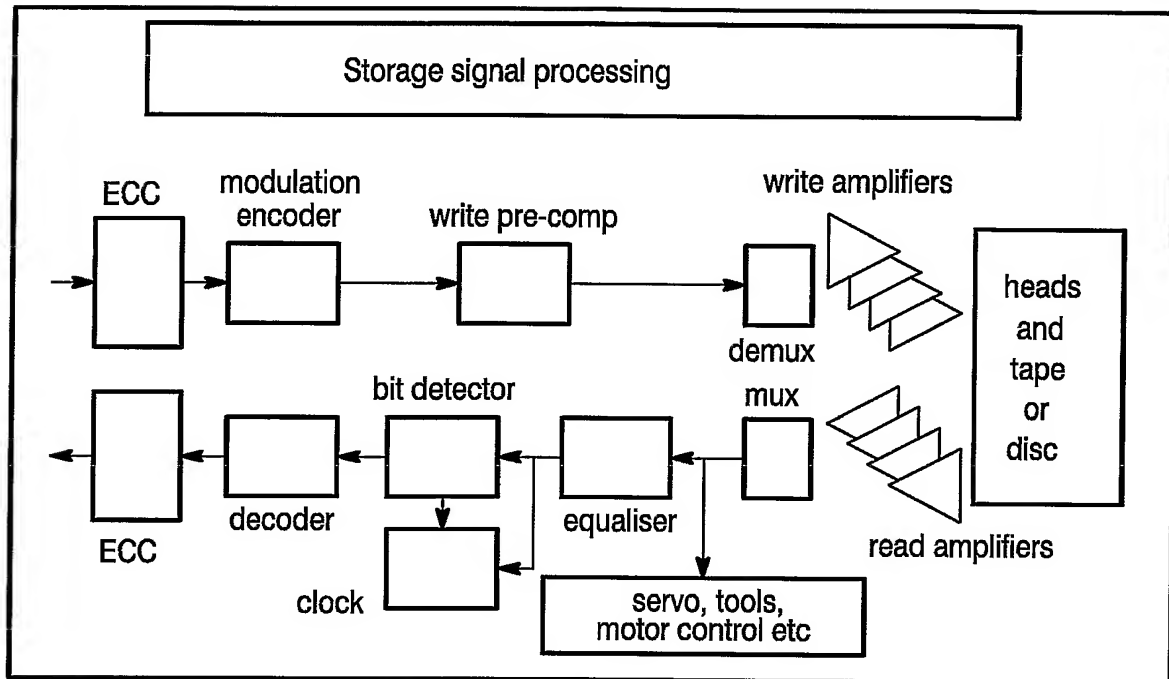 Storage signal processing
ECC
modulation
encoder
write pre-comp
write amplifiers
demux
heads
and
tape
or
disc
bit detector
mux
decoder
equaliser
ECC
clock
read amplifiers
servo, tools,
motor control etc